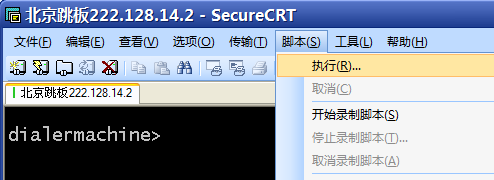 北京跳板222.128.14.2 - SecureCRT
文件(F) 编辑(E) 查看(V) 选项(O) 传输(T) 脚本(S) 工具(L) 帮助(H)
执行(R)...
取消(C)
北京跳板222.128.14.2
开始录制脚本(S)
dialermachine>
停止录制脚本(T)...
取消录制脚本(A)